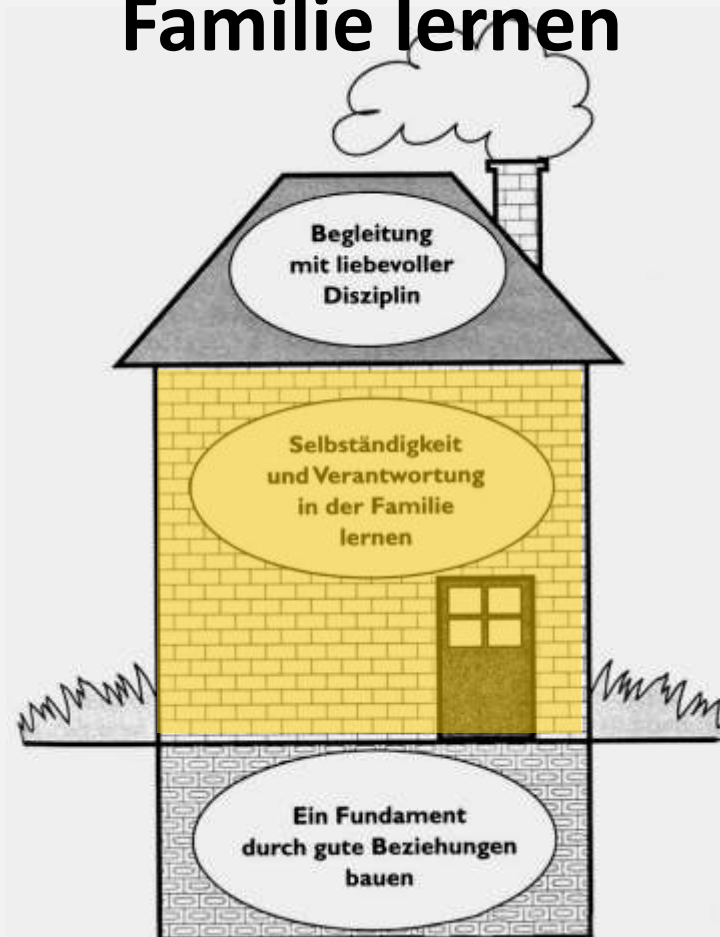 Familie lernen
Begleitung
mit liebevoller
Disziplin
Selbständigkeit
und Verantwortung
in der Familie
lernen
Ein Fundament
durch gute Beziehungen
bauen